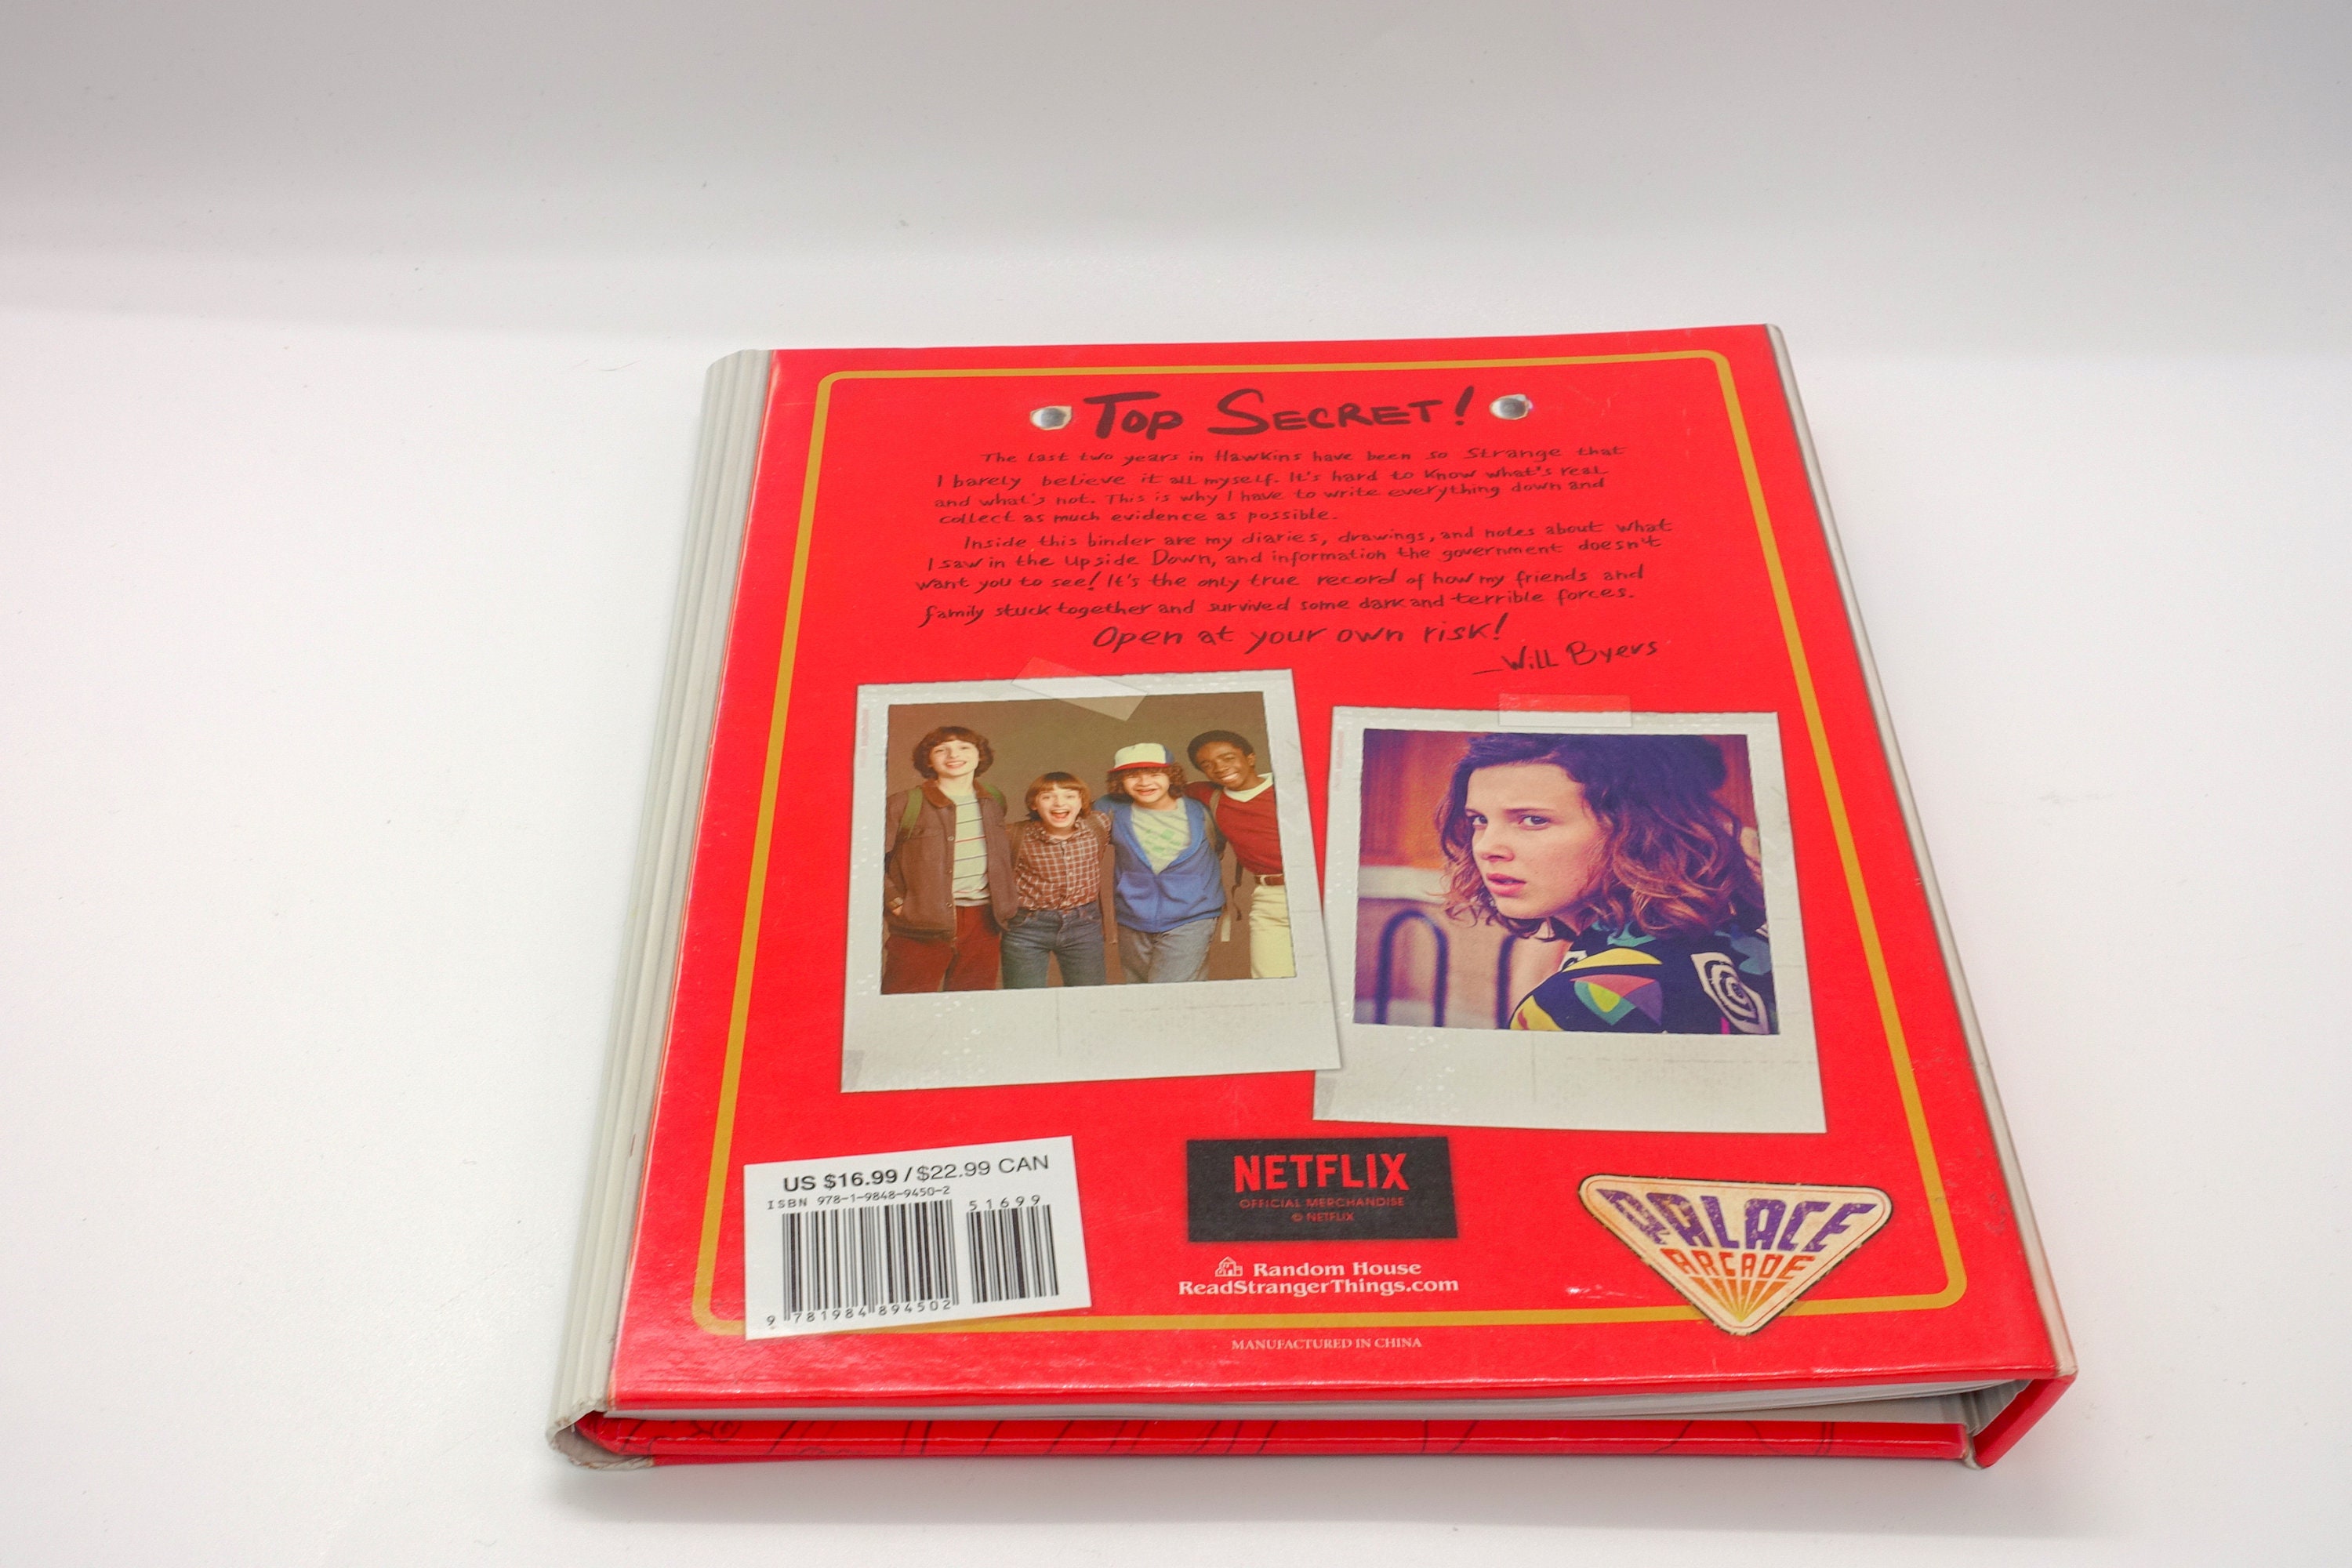 TOP SECRET!
The last two years in Hawkins have been so strange that
I barely believe it all myself. It's hard to know what's real
and what's not. This is why I have to write everything down and
collect as much evidence as possible.
Inside this binder are my diaries, drawings, and notes about what
I saw in the Upside Down, and information the government doesn't
want you to see! It's the only true record of how my friends and
family stuck together and survived some dark and terrible forces.
Open at your own risk!
—Will Byers
US $16.99 / $22.99 CAN
ISBN 978-1-9848-9450-2
51699
9 781984 894502
NETFLIX
OFFICIAL MERCHANDISE
© NETFLIX
Random House
ReadStrangerThings.com
PALACE
ARCADE
MANUFACTURED IN CHINA